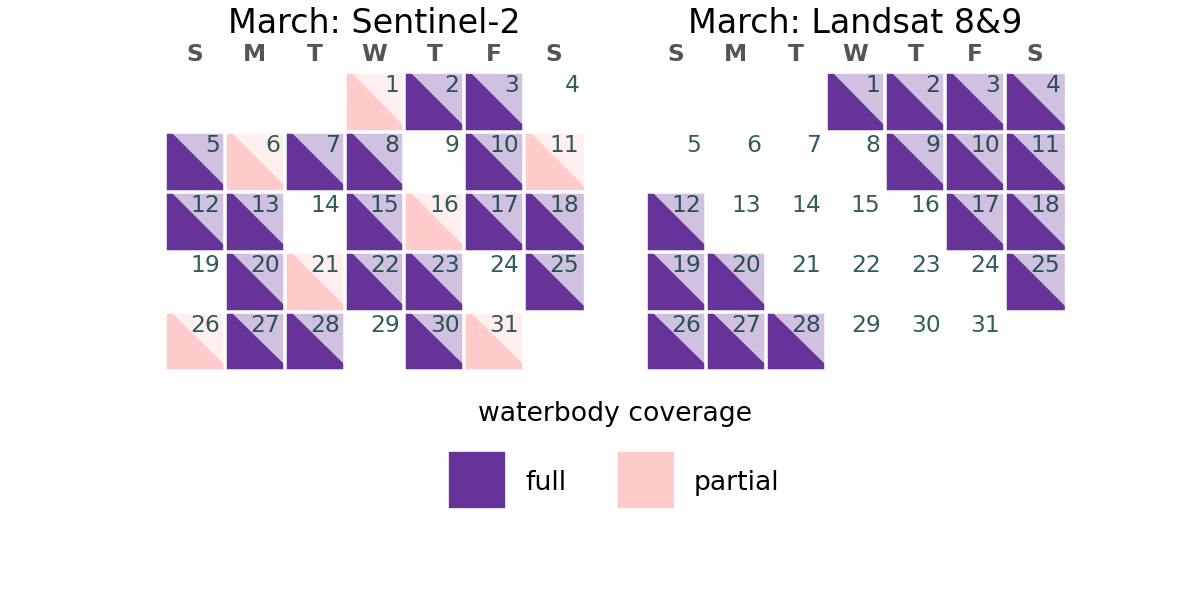 March: Sentinel-2
S M T W T F S
1 2 3 4
5 6 7 8 9 10 11
12 13 14 15 16 17 18
19 20 21 22 23 24 25
26 27 28 29 30 31
March: Landsat 8&9
S M T W T F S
1 2 3 4
5 6 7 8 9 10 11
12 13 14 15 16 17 18
19 20 21 22 23 24 25
26 27 28 29 30 31
waterbody coverage
full partial